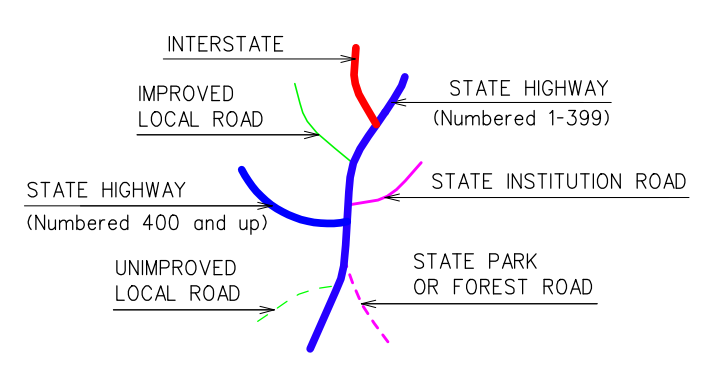 INTERSTATE
STATE HIGHWAY
(Numbered 1-399)
IMPROVED
LOCAL ROAD
STATE INSTITUTION ROAD
STATE HIGHWAY
(Numbered 400 and up)
UNIMPROVED
LOCAL ROAD
STATE PARK
OR FOREST ROAD